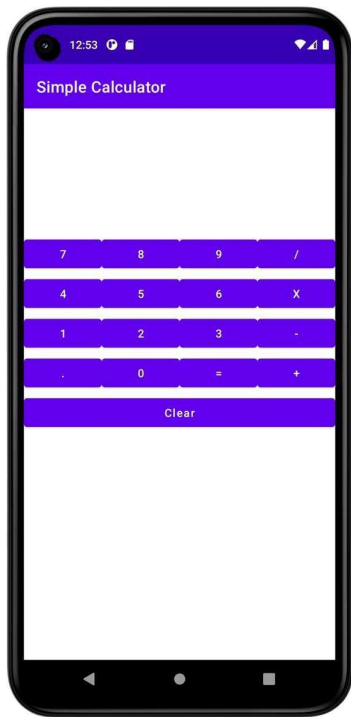 12:53
Simple Calculator
7 8 9 /
4 5 6 X
1 2 3 -
. 0 = +
Clear